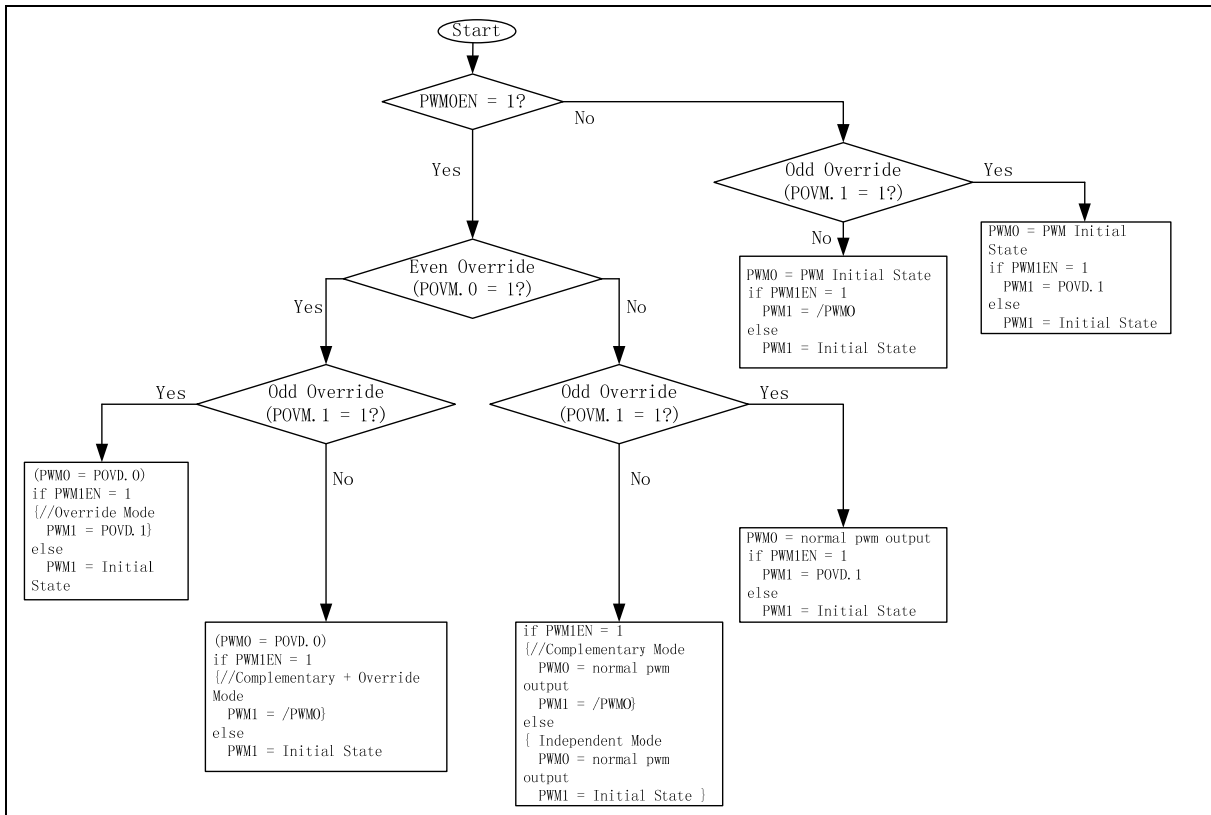 Start
PWM0EN = 1?
No
Yes
Odd Override
(POVM.1 = 1?)
Yes
No
PWM0 = PWM Initial
State
if PWM1EN = 1
PWM1 = POVD.1
else
PWM1 = Initial State
PWM0 = PWM Initial State
if PWM1EN = 1
PWM1 = /PWM0
else
PWM1 = Initial State
Even Override
(POVM.0 = 1?)
Yes
No
Odd Override
(POVM.1 = 1?)
Yes
No
Odd Override
(POVM.1 = 1?)
Yes
No
(PWM0 = POVD.0)
if PWM1EN = 1
{//Override Mode
PWM1 = POVD.1}
else
PWM1 = Initial
State
PWM0 = normal pwm output
if PWM1EN = 1
PWM1 = POVD.1
else
PWM1 = Initial State
(PWM0 = POVD.0)
if PWM1EN = 1
{//Complementary + Override
Mode
PWM1 = /PWM0}
else
PWM1 = Initial State
if PWM1EN = 1
{//Complementary Mode
PWM0 = normal pwm
output
PWM1 = /PWM0}
else
{ Independent Mode
PWM0 = normal pwm
output
PWM1 = Initial State }